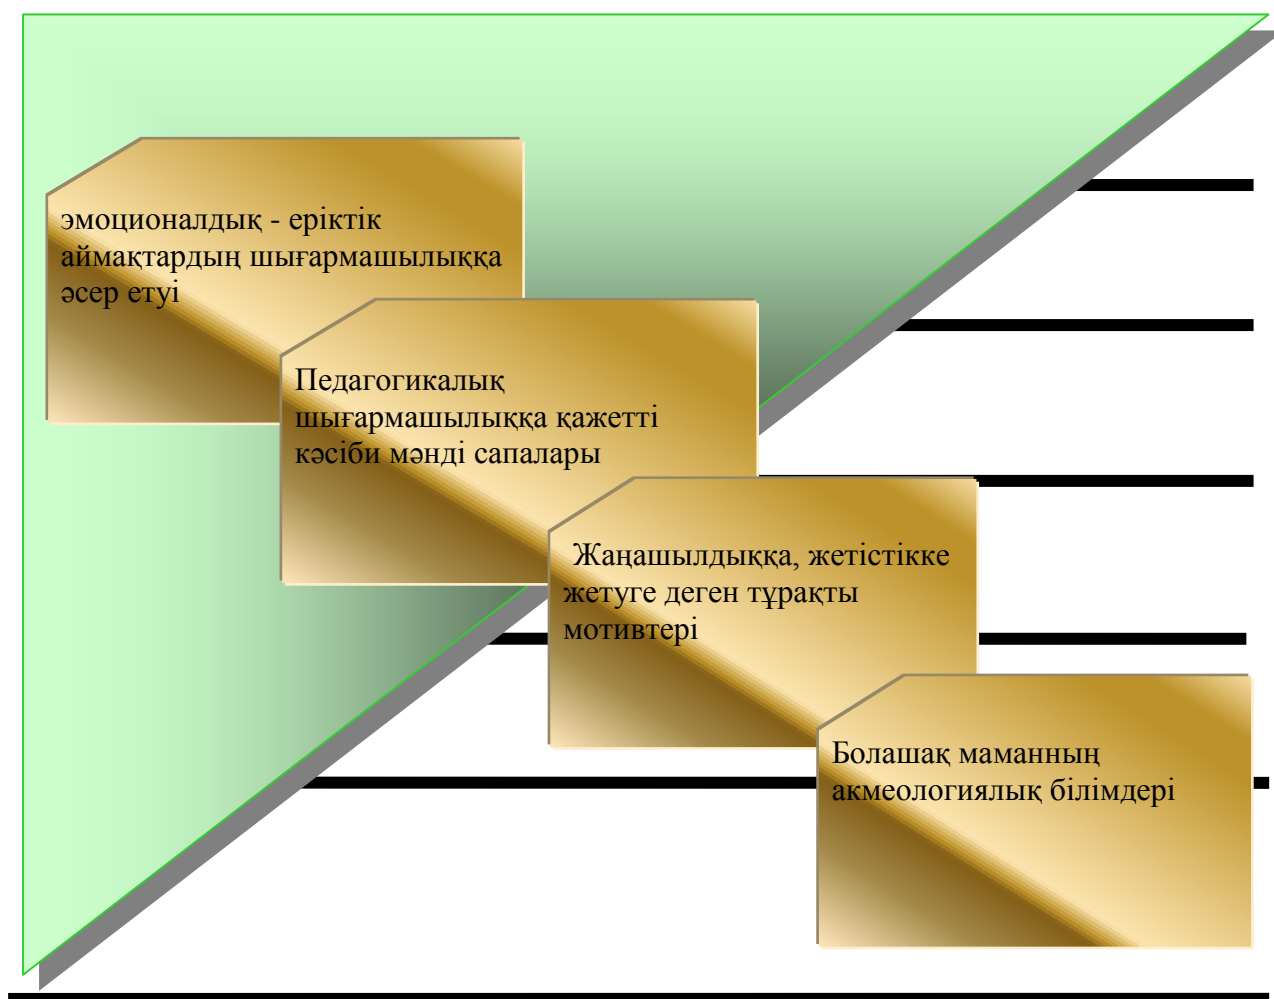 эмоционалдық - еріктік
аймақтардың шығармашылыққа
әсер етуі
Педагогикалық
шығармашылыққа қажетті
кәсіби мәнді сапалары
Жаңашылдыққа, жетістікке
жетуге деген тұрақты
мотивтері
Болашақ маманның
акмеологиялық білімдері